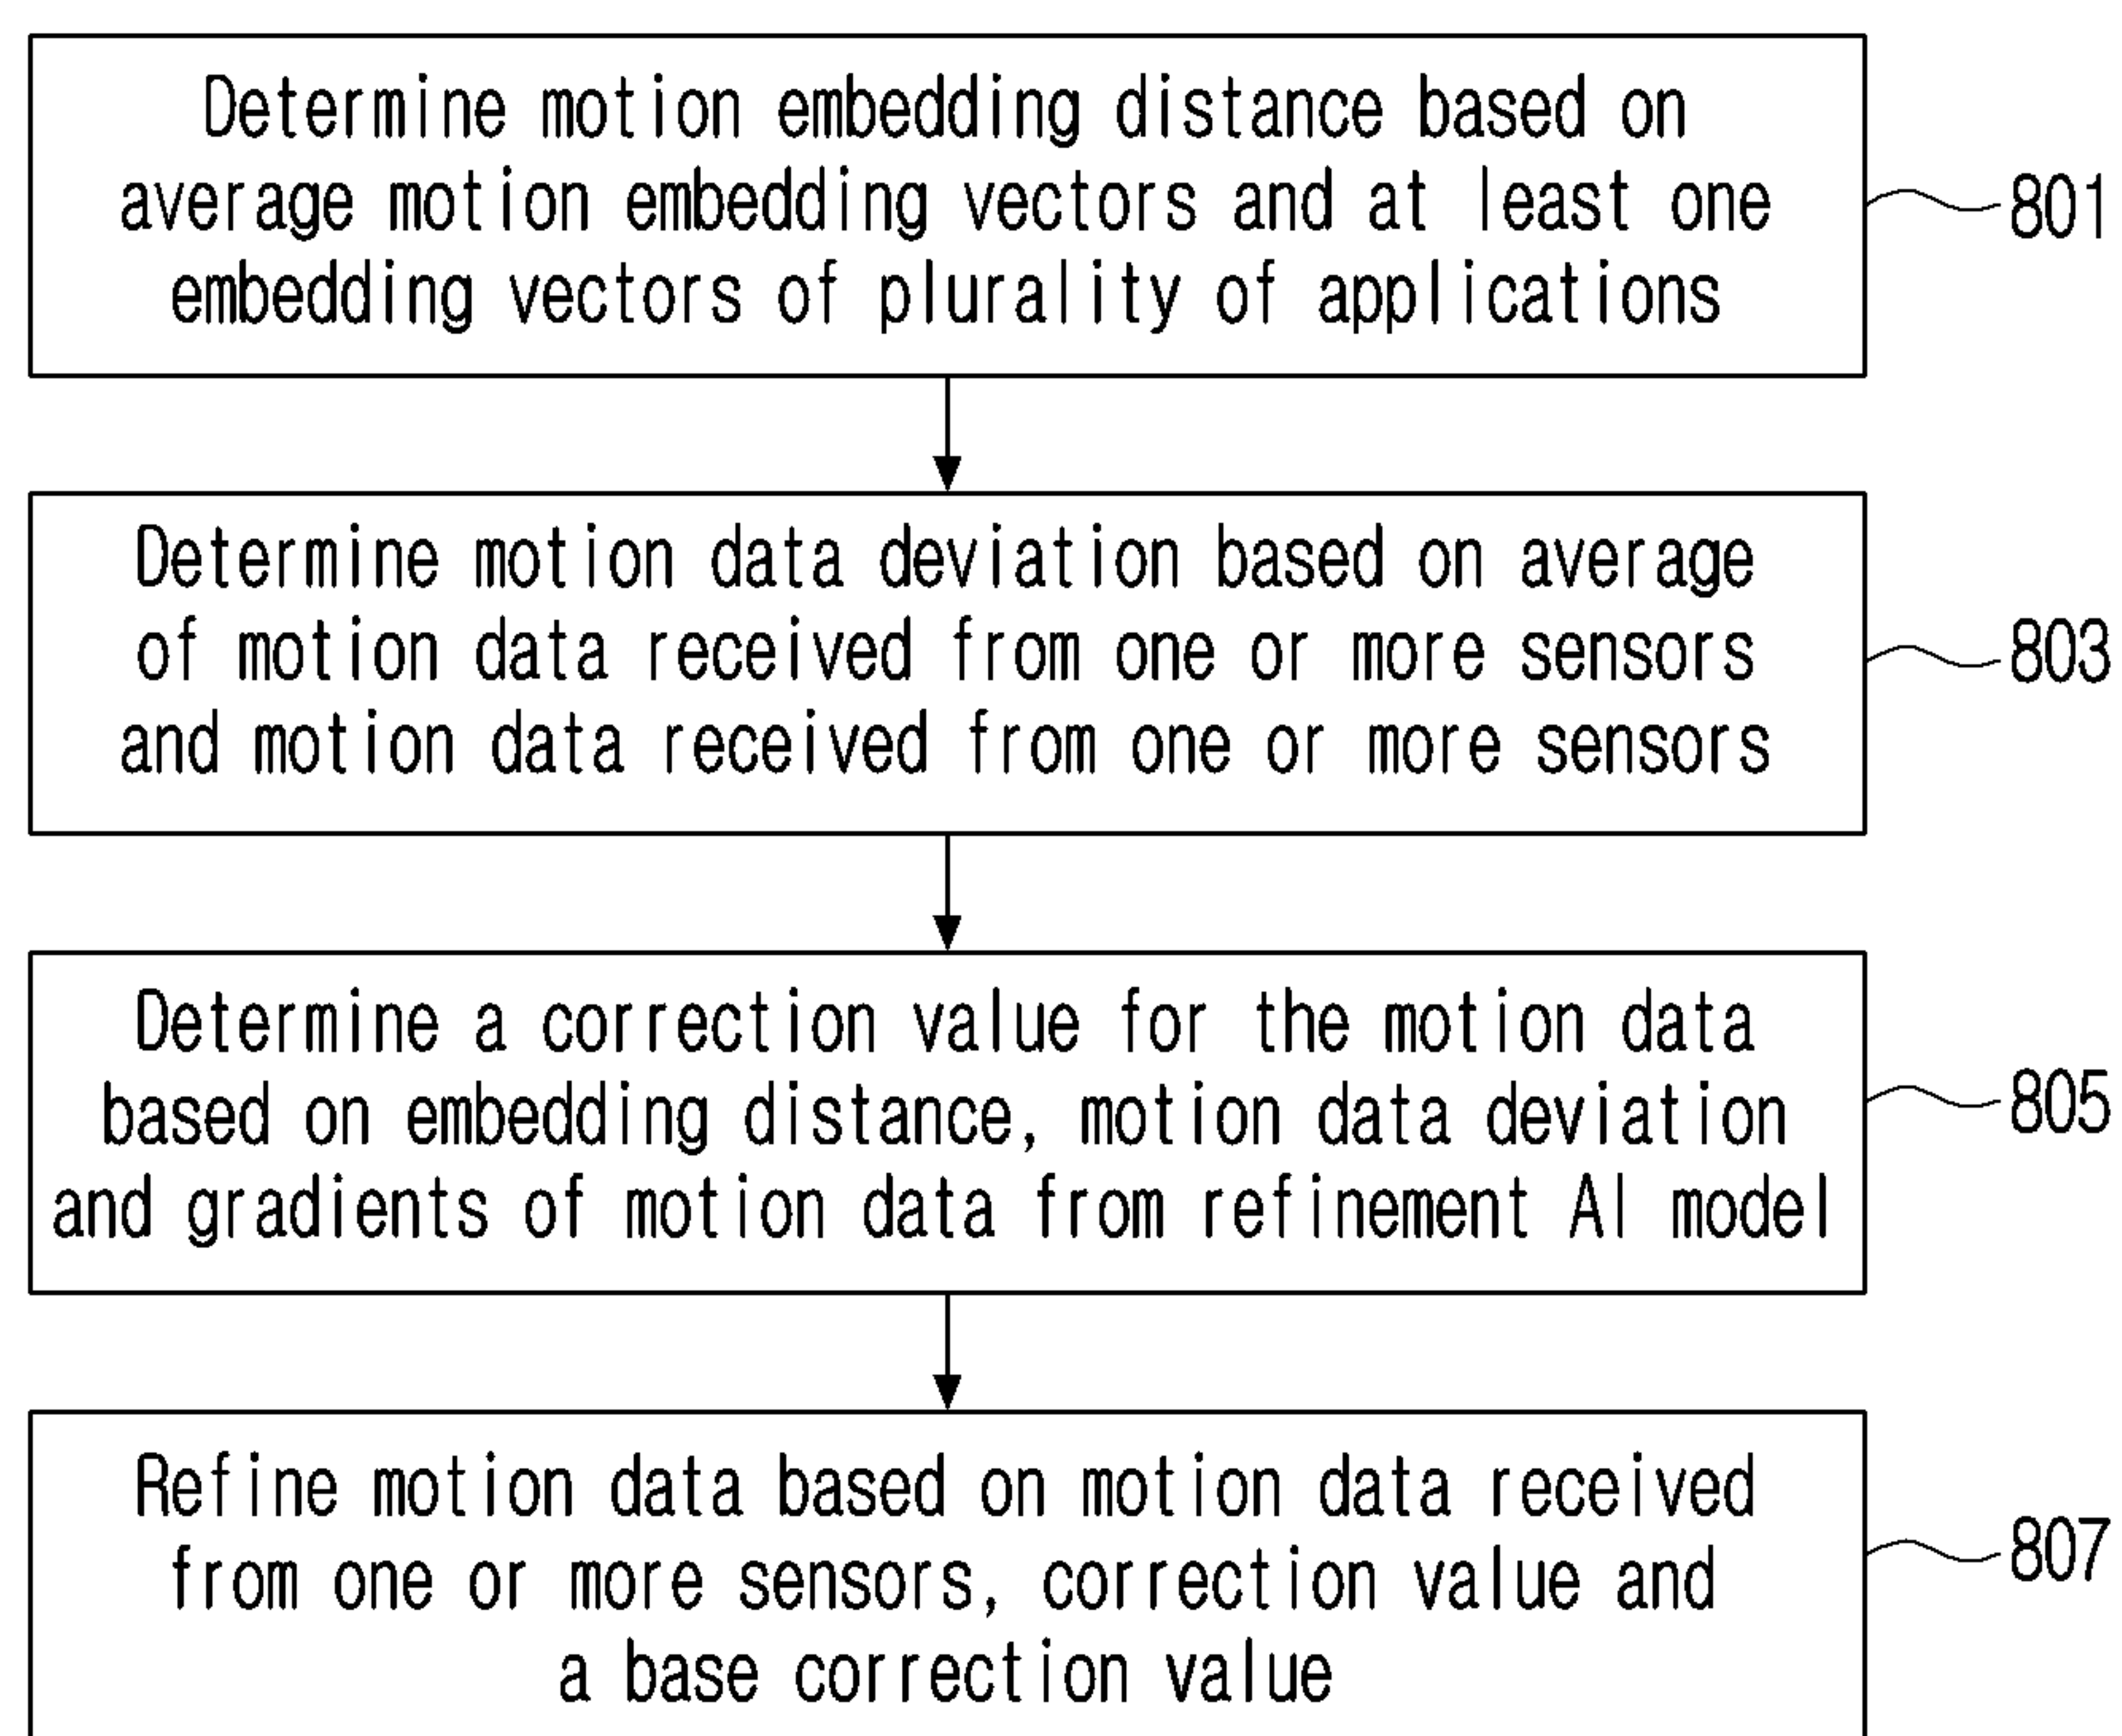 Determine motion embedding distance based on
average motion embedding vectors and at least one
embedding vectors of plurality of applications
801
Determine motion data deviation based on average
of motion data received from one or more sensors
and motion data received from one or more sensors
803
Determine a correction value for the motion data
based on embedding distance, motion data deviation
and gradients of motion data from refinement AI model
805
Refine motion data based on motion data received
from one or more sensors, correction value and
a base correction value
807